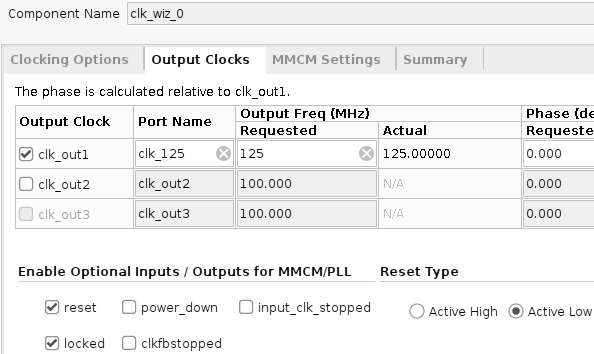 Component Name clk_wiz_0
Clocking Options Output Clocks MMCM Settings Summary
The phase is calculated relative to clk_out1.
Output Clock Port Name Output Freq (MHz) Phase (de
Requested Actual Requeste
clk_out1 clk_125 125 125.00000 0.000
clk_out2 clk_out2 100.000 N/A 0.000
clk_out3 clk_out3 100.000 N/A 0.000
Enable Optional Inputs / Outputs for MMCM/PLL Reset Type
reset power_down input_clk_stopped Active High Active Low
locked clkfbstopped